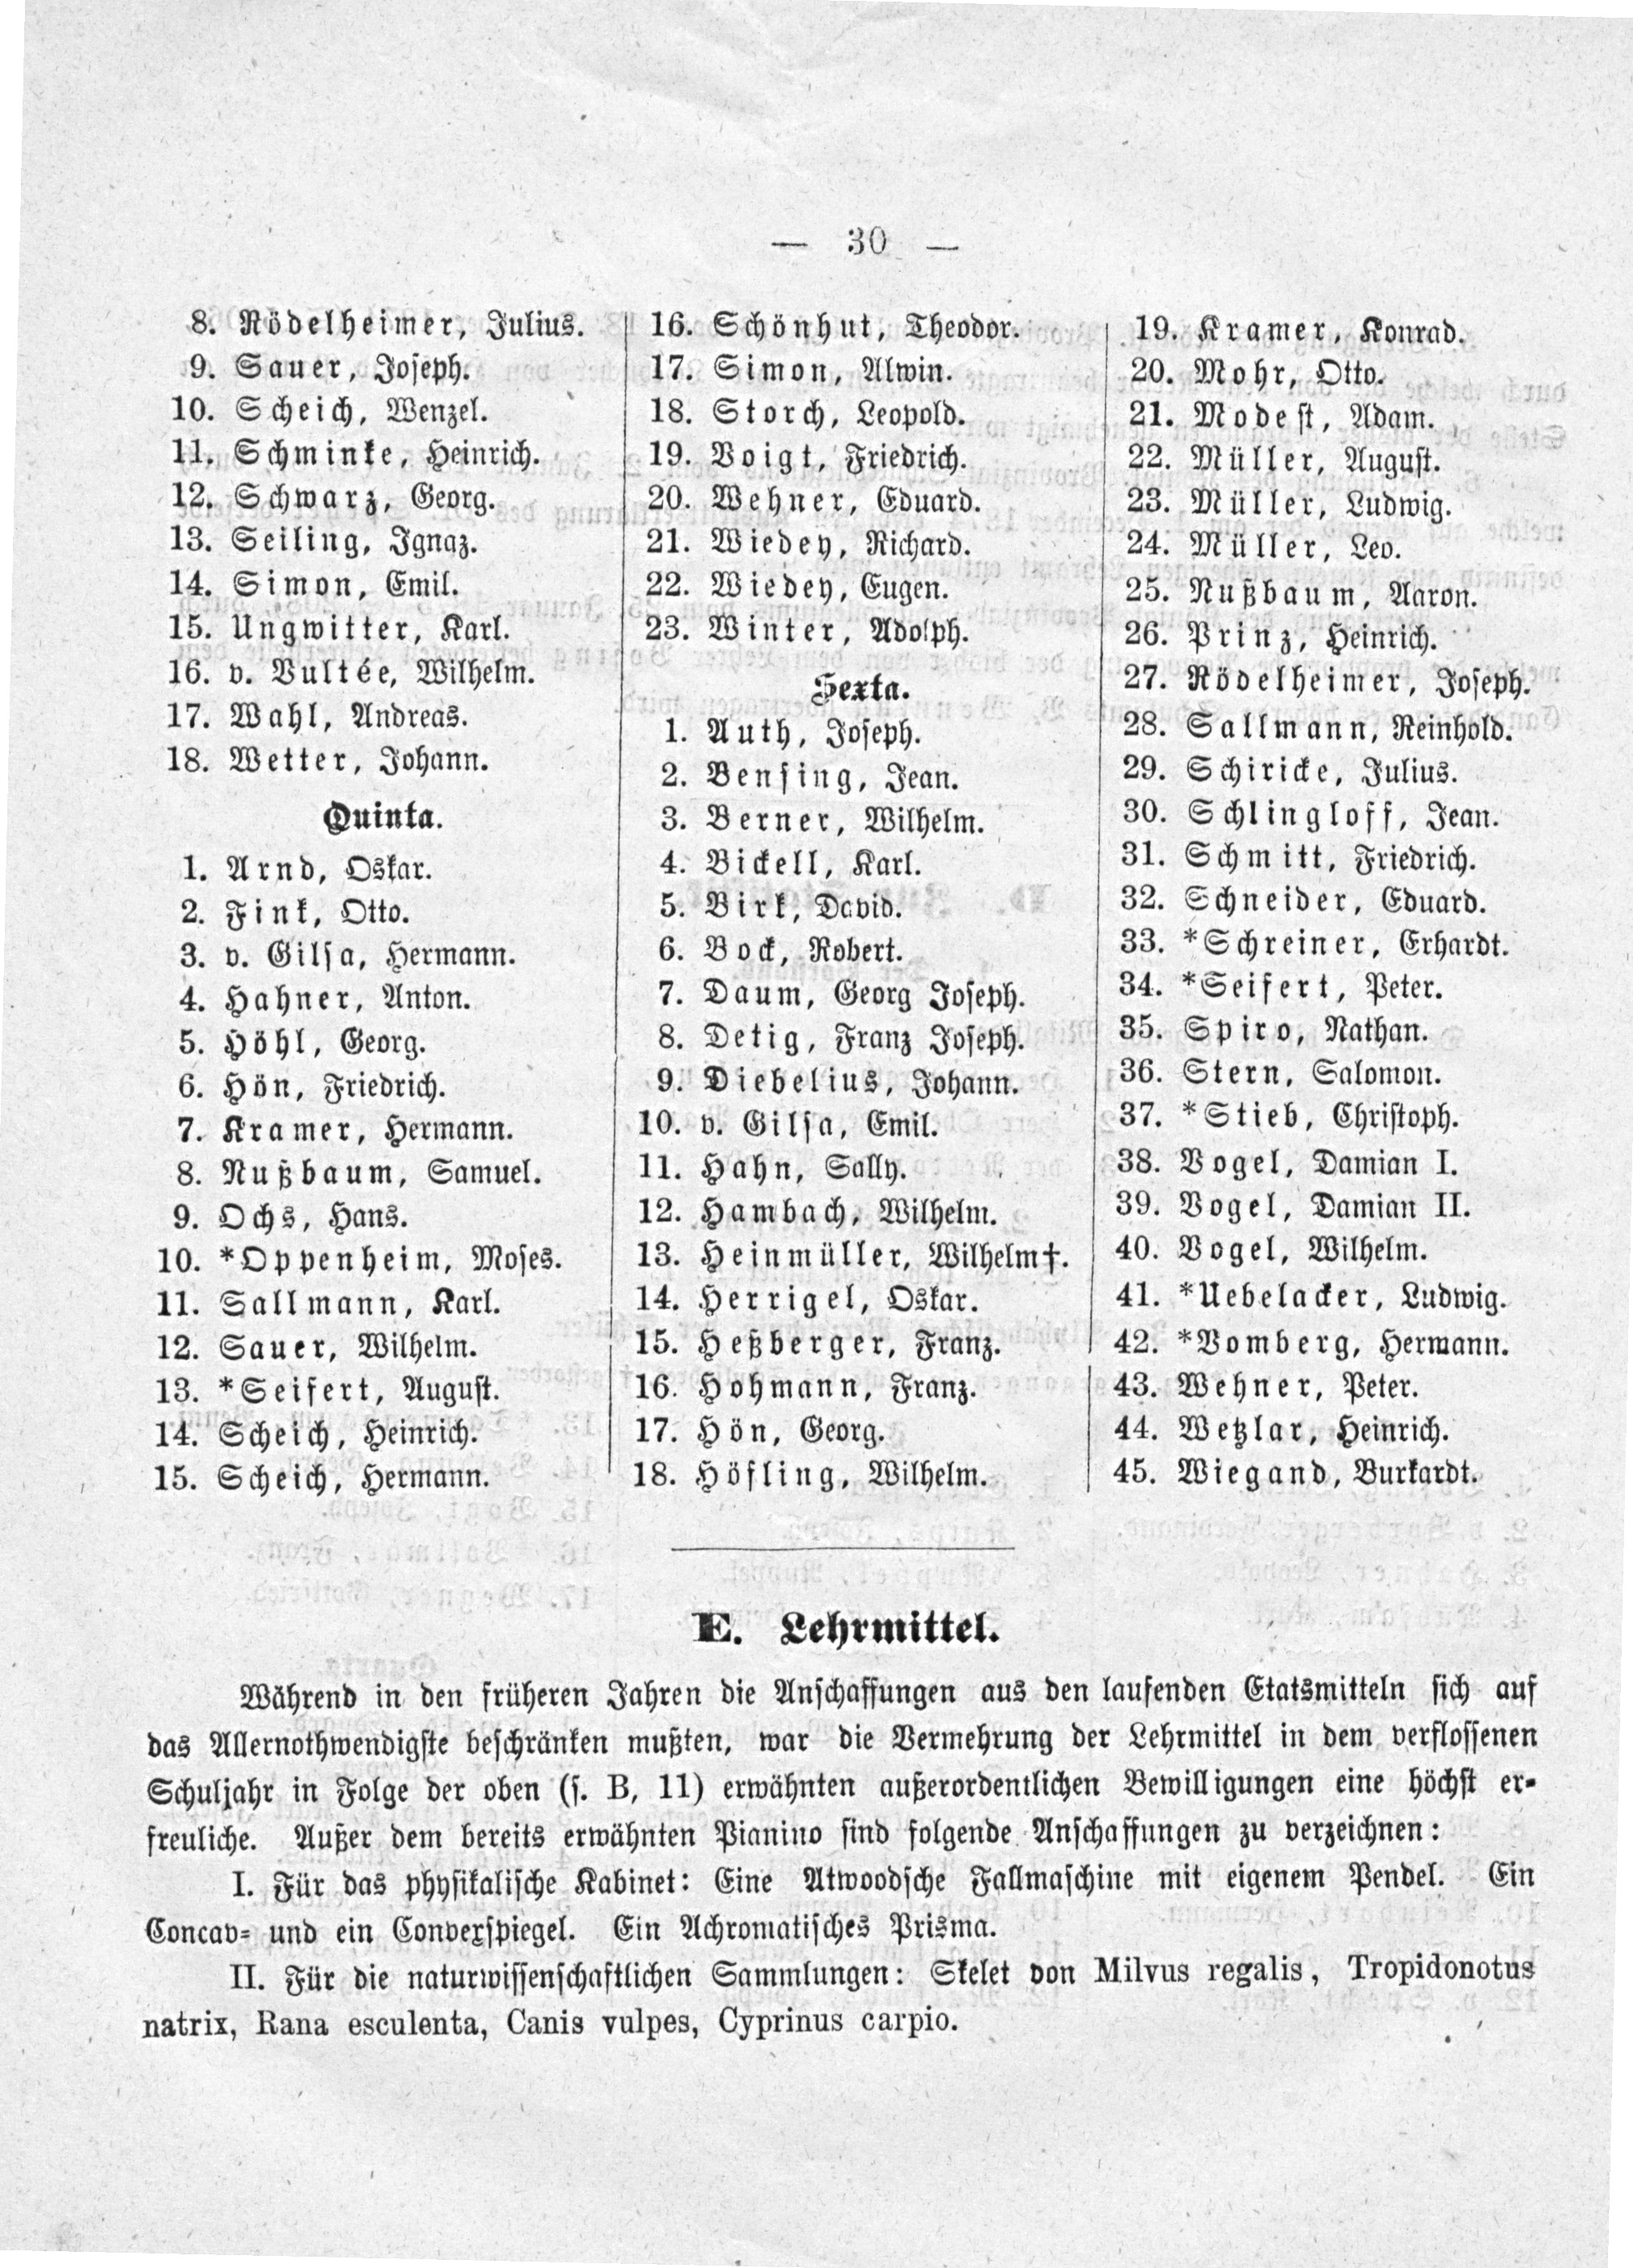 — 30 —
8. Rödelheimer, Julius.
9. Sauer, Joseph.
10. Scheich, Wenzel.
11. Schminke, Heinrich.
12. Schwarz, Georg.
13. Seiling, Ignaz.
14. Simon, Emil.
15. Ungwitter, Karl.
16. v. Vultée, Wilhelm.
17. Wahl, Andreas.
18. Wetter, Johann.
Quinta.
1. Arnd, Oskar.
2. Fink, Otto.
3. v. Gilsa, Hermann.
4. Hahner, Anton.
5. Höhl, Georg.
6. Hön, Friedrich.
7. Kramer, Hermann.
8. Nußbaum, Samuel.
9. Ochs, Hans.
10. *Oppenheim, Moses.
11. Sallmann, Karl.
12. Sauer, Wilhelm.
13. *Seifert, August.
14. Scheich, Heinrich.
15. Scheich, Hermann.
16. Schönhut, Theodor.
17. Simon, Alwin.
18. Storch, Leopold.
19. Voigt, Friedrich.
20. Wehner, Eduard.
21. Wiedey, Richard.
22. Wiedey, Eugen.
23. Winter, Adolph.
Sexta.
1. Auth, Joseph.
2. Bensing, Jean.
3. Berner, Wilhelm.
4. Bickell, Karl.
5. Birk, David.
6. Bock, Robert.
7. Daum, Georg Joseph.
8. Detig, Franz Joseph.
9. Diebelius, Johann.
10. v. Gilsa, Emil.
11. Hahn, Sally.
12. Hambach, Wilhelm.
13. Heinmüller, Wilhelm†.
14. Herrigel, Oskar.
15. Heßberger, Franz.
16. Hohmann, Franz.
17. Hön, Georg.
18. Höfling, Wilhelm.
19. Kramer, Konrad.
20. Mohr, Otto.
21. Modest, Adam.
22. Müller, August.
23. Müller, Ludwig.
24. Müller, Leo.
25. Nußbaum, Aaron.
26. Prinz, Heinrich.
27. Rödelheimer, Joseph.
28. Sallmann, Reinhold.
29. Schiricke, Julius.
30. Schlingloff, Jean.
31. Schmitt, Friedrich.
32. Schneider, Eduard.
33. *Schreiner, Erhardt.
34. *Seifert, Peter.
35. Spiro, Nathan.
36. Stern, Salomon.
37. *Stieb, Christoph.
38. Vogel, Damian I.
39. Vogel, Damian II.
40. Vogel, Wilhelm.
41. *Uebelacker, Ludwig.
42. *Vomberg, Hermann.
43. Wehner, Peter.
44. Wetzlar, Heinrich.
45. Wiegand, Burkardt.
E. Lehrmittel.
Während in den früheren Jahren die Anschaffungen aus den laufenden Etatsmitteln sich auf
das Allernothwendigste beschränken mußten, war die Vermehrung der Lehrmittel in dem verflossenen
Schuljahr in Folge der oben (s. B, 11) erwähnten außerordentlichen Bewilligungen eine höchst er-
freuliche. Außer dem bereits erwähnten Pianino sind folgende Anschaffungen zu verzeichnen:
I. Für das physikalische Kabinet: Eine Atwoodsche Fallmaschine mit eigenem Pendel. Ein
Concav- und ein Convexspiegel. Ein Achromatisches Prisma.
II. Für die naturwissenschaftlichen Sammlungen: Skelet von Milvus regalis, Tropidonotus
natrix, Rana esculenta, Canis vulpes, Cyprinus carpio.